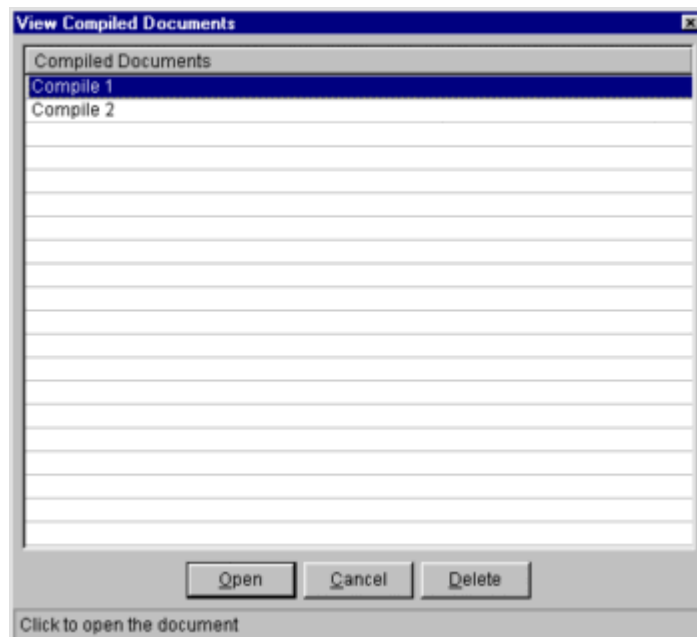 View Compiled Documents
Compiled Documents
Compile 1
Compile 2
Open Cancel Delete
Click to open the document